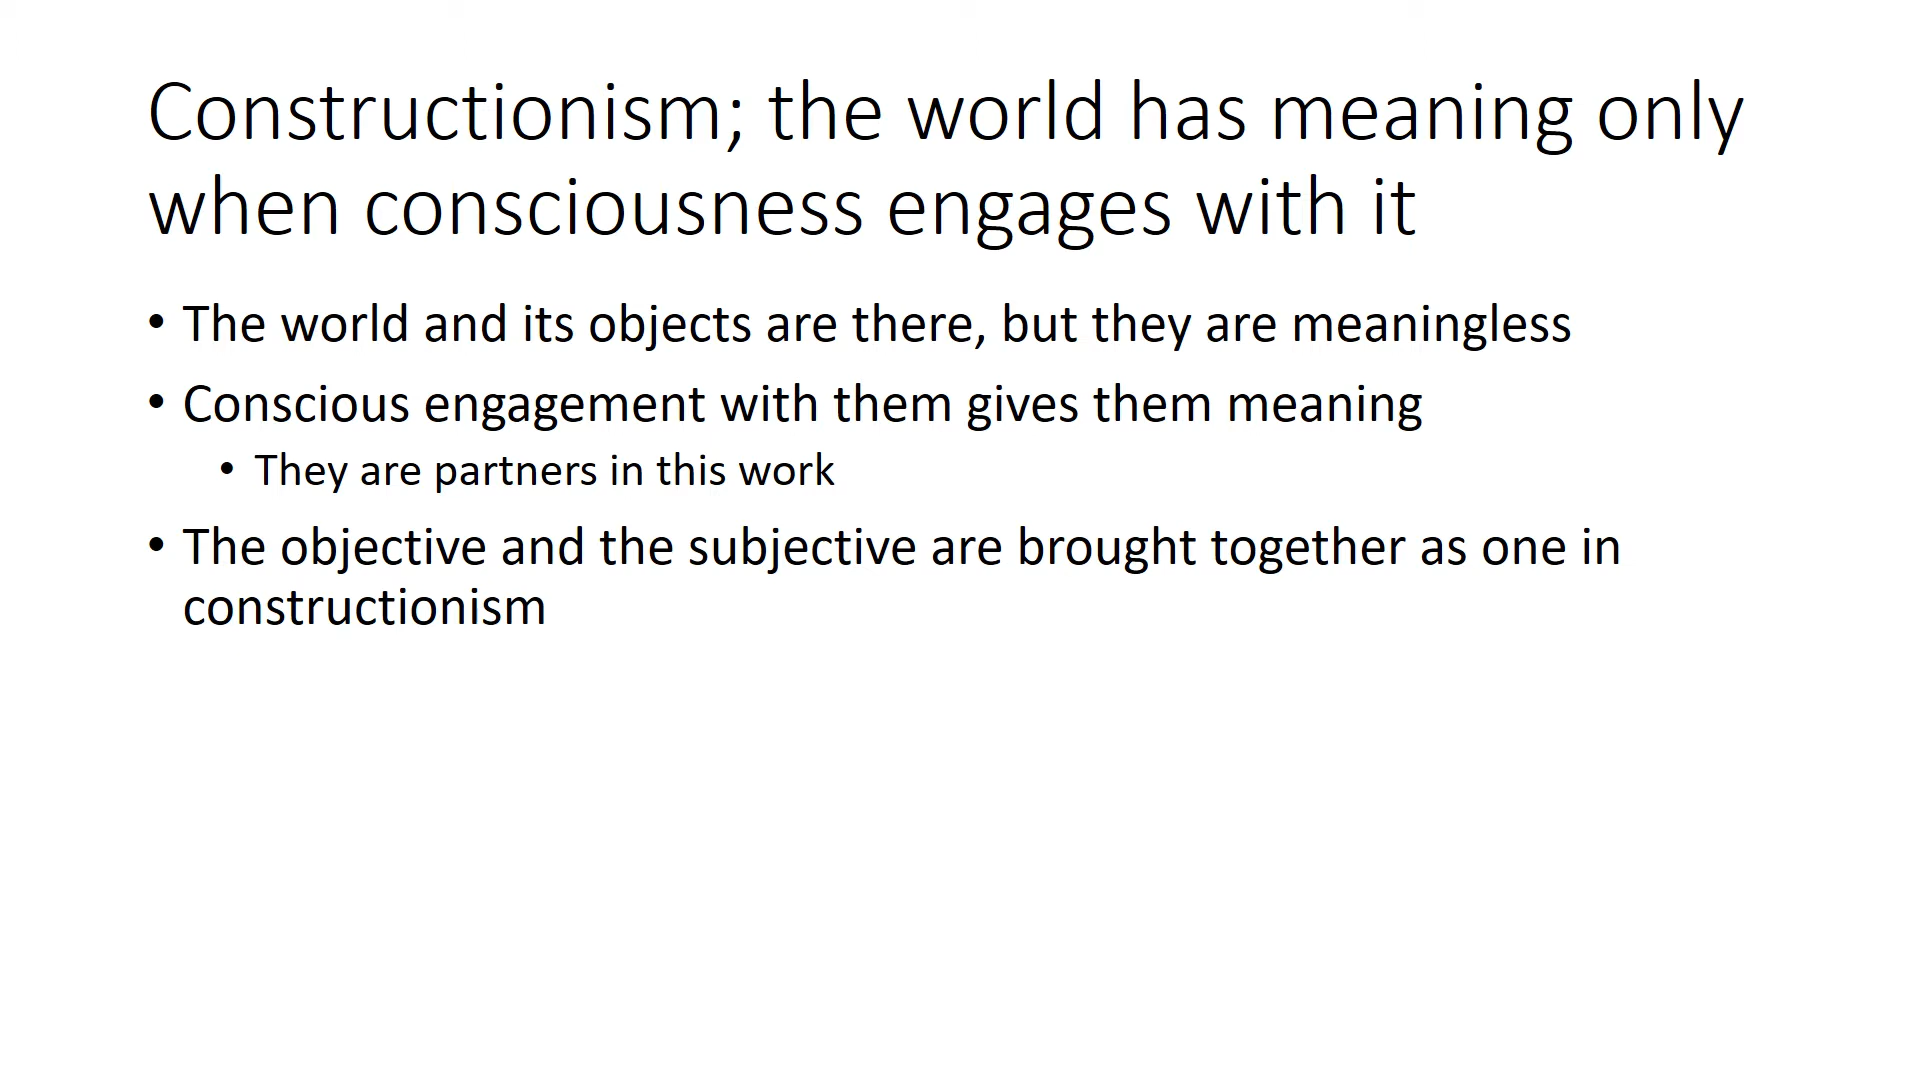 Constructionism; the world has meaning only
when consciousness engages with it
• The world and its objects are there, but they are meaningless
• Conscious engagement with them gives them meaning
• They are partners in this work
• The objective and the subjective are brought together as one in
constructionism